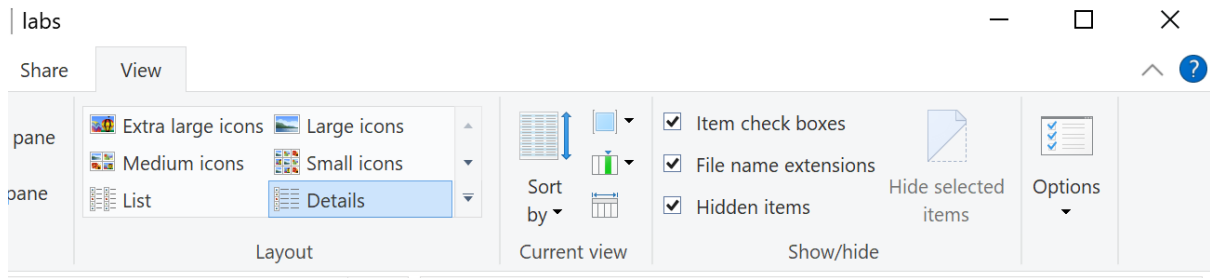 labs
Share View
?
pane
pane
Extra large icons Large icons
Medium icons Small icons
List Details
Layout
Sort
by
Current view
Item check boxes
File name extensions
Hidden items
Hide selected
items
Show/hide
Options